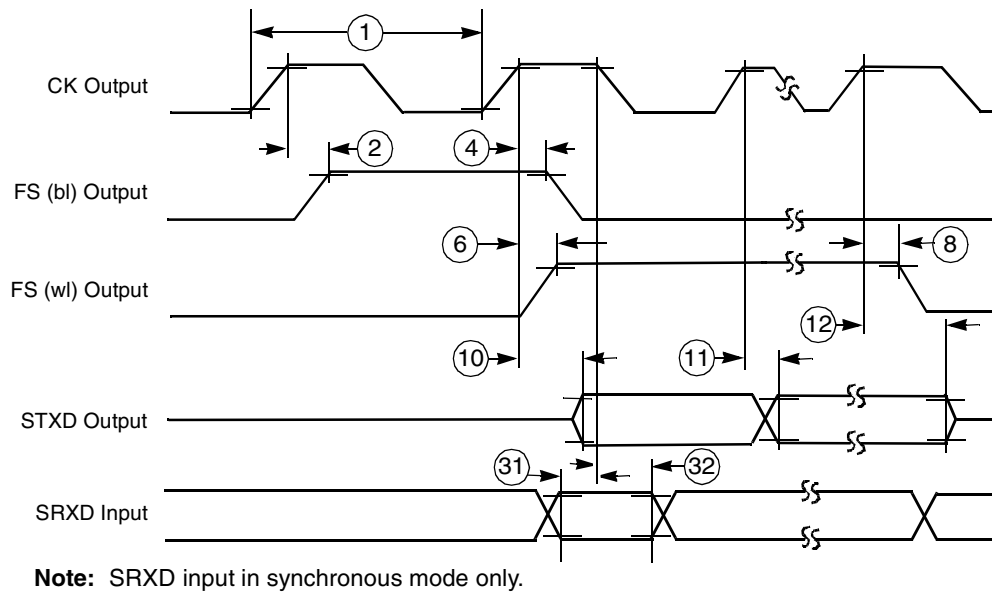 1
CK Output
2
4
FS (bl) Output
6
8
FS (wl) Output
12
10
11
STXD Output
31
32
SRXD Input
Note: SRXD input in synchronous mode only.